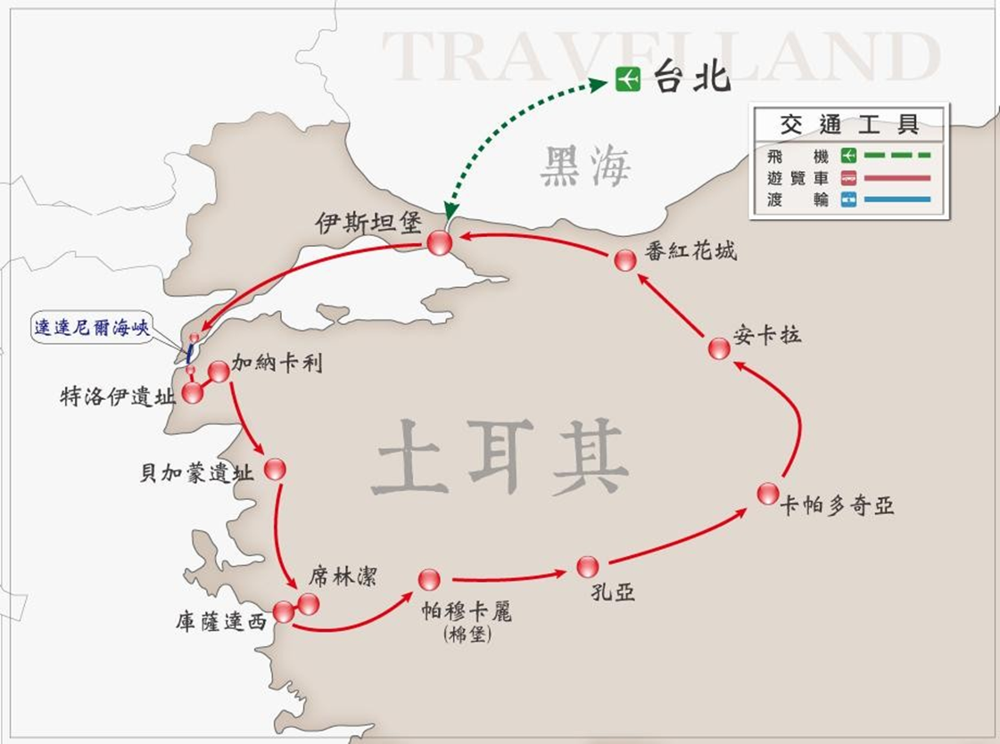 TRAVELLAND
台北
交通工具
飛機
遊覽車
渡輪
黑海
伊斯坦堡
番紅花城
達達尼爾海峽
安卡拉
加納卡利
特洛伊遺址
土耳其
貝加蒙遺址
卡帕多奇亞
席林潔
孔亞
庫薩達西
帕穆卡麗
(棉堡)